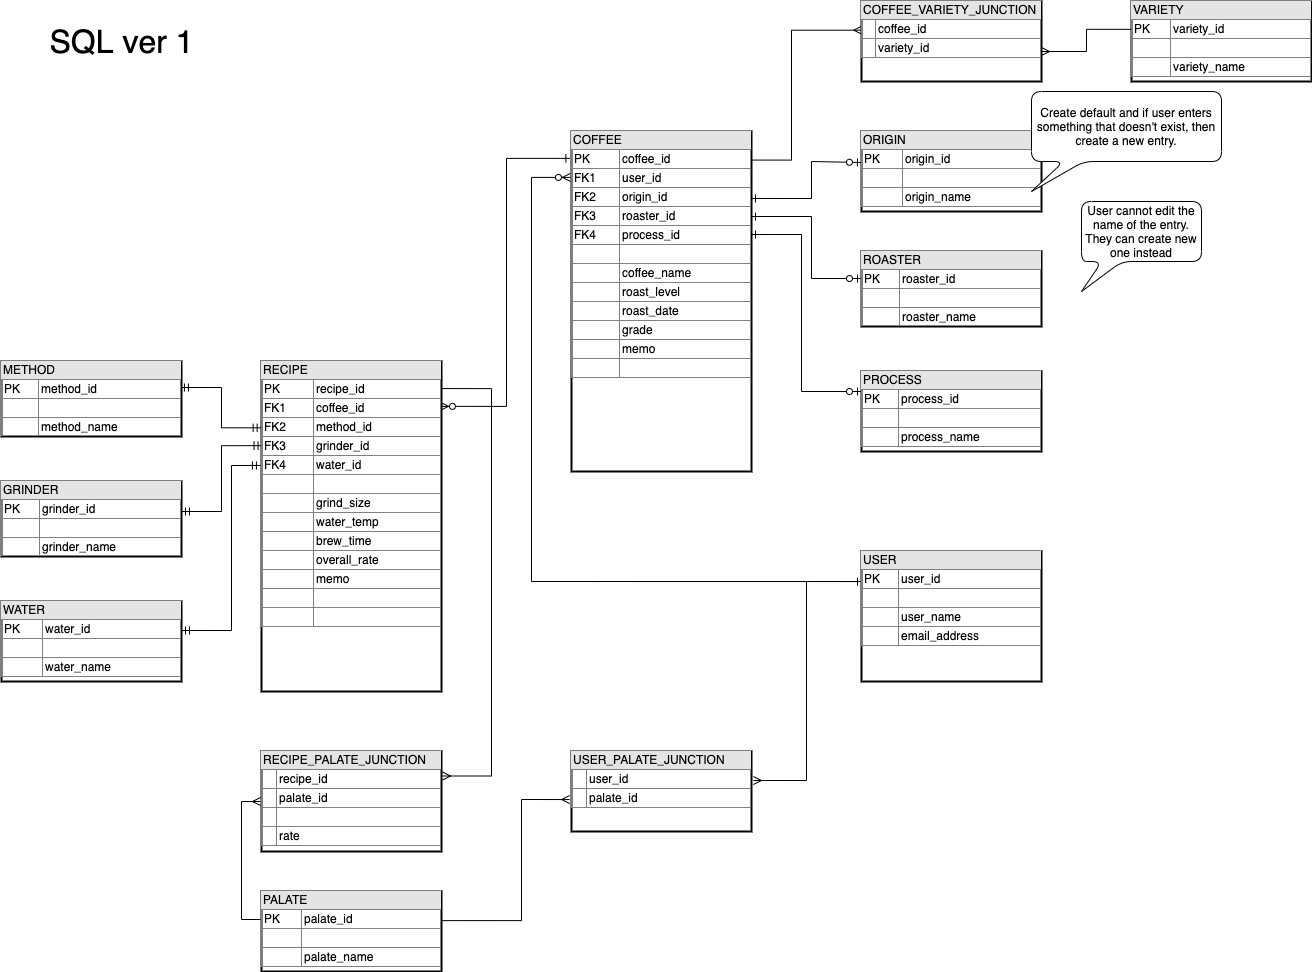 SQL ver 1
COFFEE_VARIETY_JUNCTION
coffee_id
variety_id
VARIETY
PK variety_id
variety_name
Create default and if user enters
something that doesn't exist, then
create a new entry.
COFFEE
PK coffee_id
FK1 user_id
FK2 origin_id
FK3 roaster_id
FK4 process_id
coffee_name
roast_level
roast_date
grade
memo
ORIGIN
PK origin_id
origin_name
User cannot edit the
name of the entry.
They can create new
one instead
ROASTER
PK roaster_id
roaster_name
PROCESS
PK process_id
process_name
METHOD
PK method_id
method_name
RECIPE
PK recipe_id
FK1 coffee_id
FK2 method_id
FK3 grinder_id
FK4 water_id
grind_size
water_temp
brew_time
overall_rate
memo
GRINDER
PK grinder_id
grinder_name
WATER
PK water_id
water_name
USER
PK user_id
user_name
email_address
RECIPE_PALATE_JUNCTION
recipe_id
palate_id
rate
USER_PALATE_JUNCTION
user_id
palate_id
PALATE
PK palate_id
palate_name